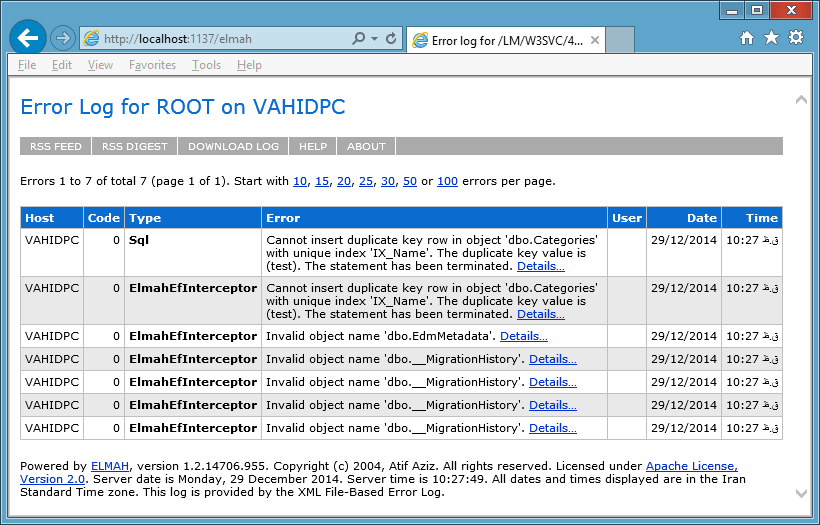 http://localhost:1137/elmah
Error log for /LM/W3SVC/4...
File Edit View Favorites Tools Help
Error Log for ROOT on VAHIDPC
RSS FEED RSS DIGEST DOWNLOAD LOG HELP ABOUT
Errors 1 to 7 of total 7 (page 1 of 1). Start with 10, 15, 20, 25, 30, 50 or 100 errors per page.
Host Code Type Error User Date Time
VAHIDPC 0 Sql Cannot insert duplicate key row in object 'dbo.Categories' 29/12/2014 10:27 ق.ظ
with unique index 'IX_Name'. The duplicate key value is
(test). The statement has been terminated. Details...
VAHIDPC 0 ElmahEfInterceptor Cannot insert duplicate key row in object 'dbo.Categories' 29/12/2014 10:27 ق.ظ
with unique index 'IX_Name'. The duplicate key value is
(test). The statement has been terminated. Details...
VAHIDPC 0 ElmahEfInterceptor Invalid object name 'dbo.EdmMetadata'. Details... 29/12/2014 10:27 ق.ظ
VAHIDPC 0 ElmahEfInterceptor Invalid object name 'dbo.__MigrationHistory'. Details... 29/12/2014 10:27 ق.ظ
VAHIDPC 0 ElmahEfInterceptor Invalid object name 'dbo.__MigrationHistory'. Details... 29/12/2014 10:27 ق.ظ
VAHIDPC 0 ElmahEfInterceptor Invalid object name 'dbo.__MigrationHistory'. Details... 29/12/2014 10:27 ق.ظ
VAHIDPC 0 ElmahEfInterceptor Invalid object name 'dbo.__MigrationHistory'. Details... 29/12/2014 10:27 ق.ظ
Powered by ELMAH, version 1.2.14706.955. Copyright (c) 2004, Atif Aziz. All rights reserved. Licensed under Apache License,
Version 2.0. Server date is Monday, 29 December 2014. Server time is 10:27:49. All dates and times displayed are in the Iran
Standard Time zone. This log is provided by the XML File-Based Error Log.